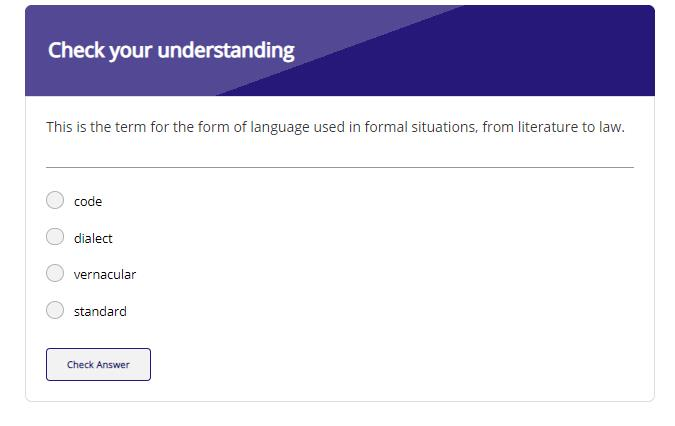 Check your understanding
This is the term for the form of language used in formal situations, from literature to law.
code
dialect
vernacular
standard
Check Answer